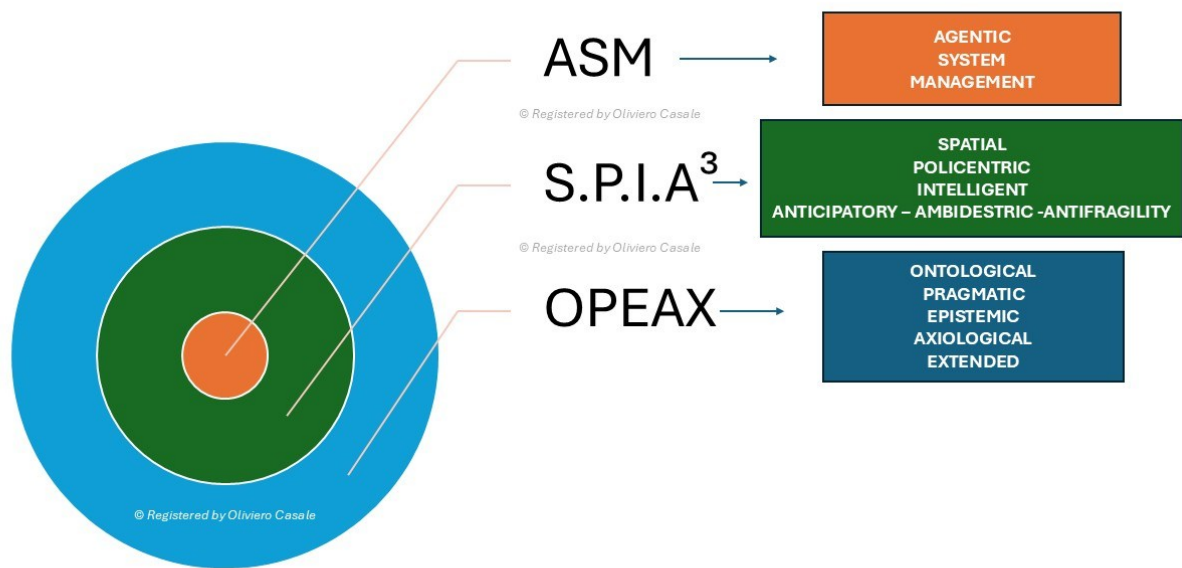 ASM
AGENTIC
SYSTEM
MANAGEMENT
© Registered by Oliviero Casale
S.P.I.A³
SPATIAL
POLICENTRIC
INTELLIGENT
ANTICIPATORY – AMBIDESTRIC -ANTIFRAGILITY
© Registered by Oliviero Casale
OPEAX
ONTOLOGICAL
PRAGMATIC
EPISTEMIC
AXIOLOGICAL
EXTENDED
© Registered by Oliviero Casale